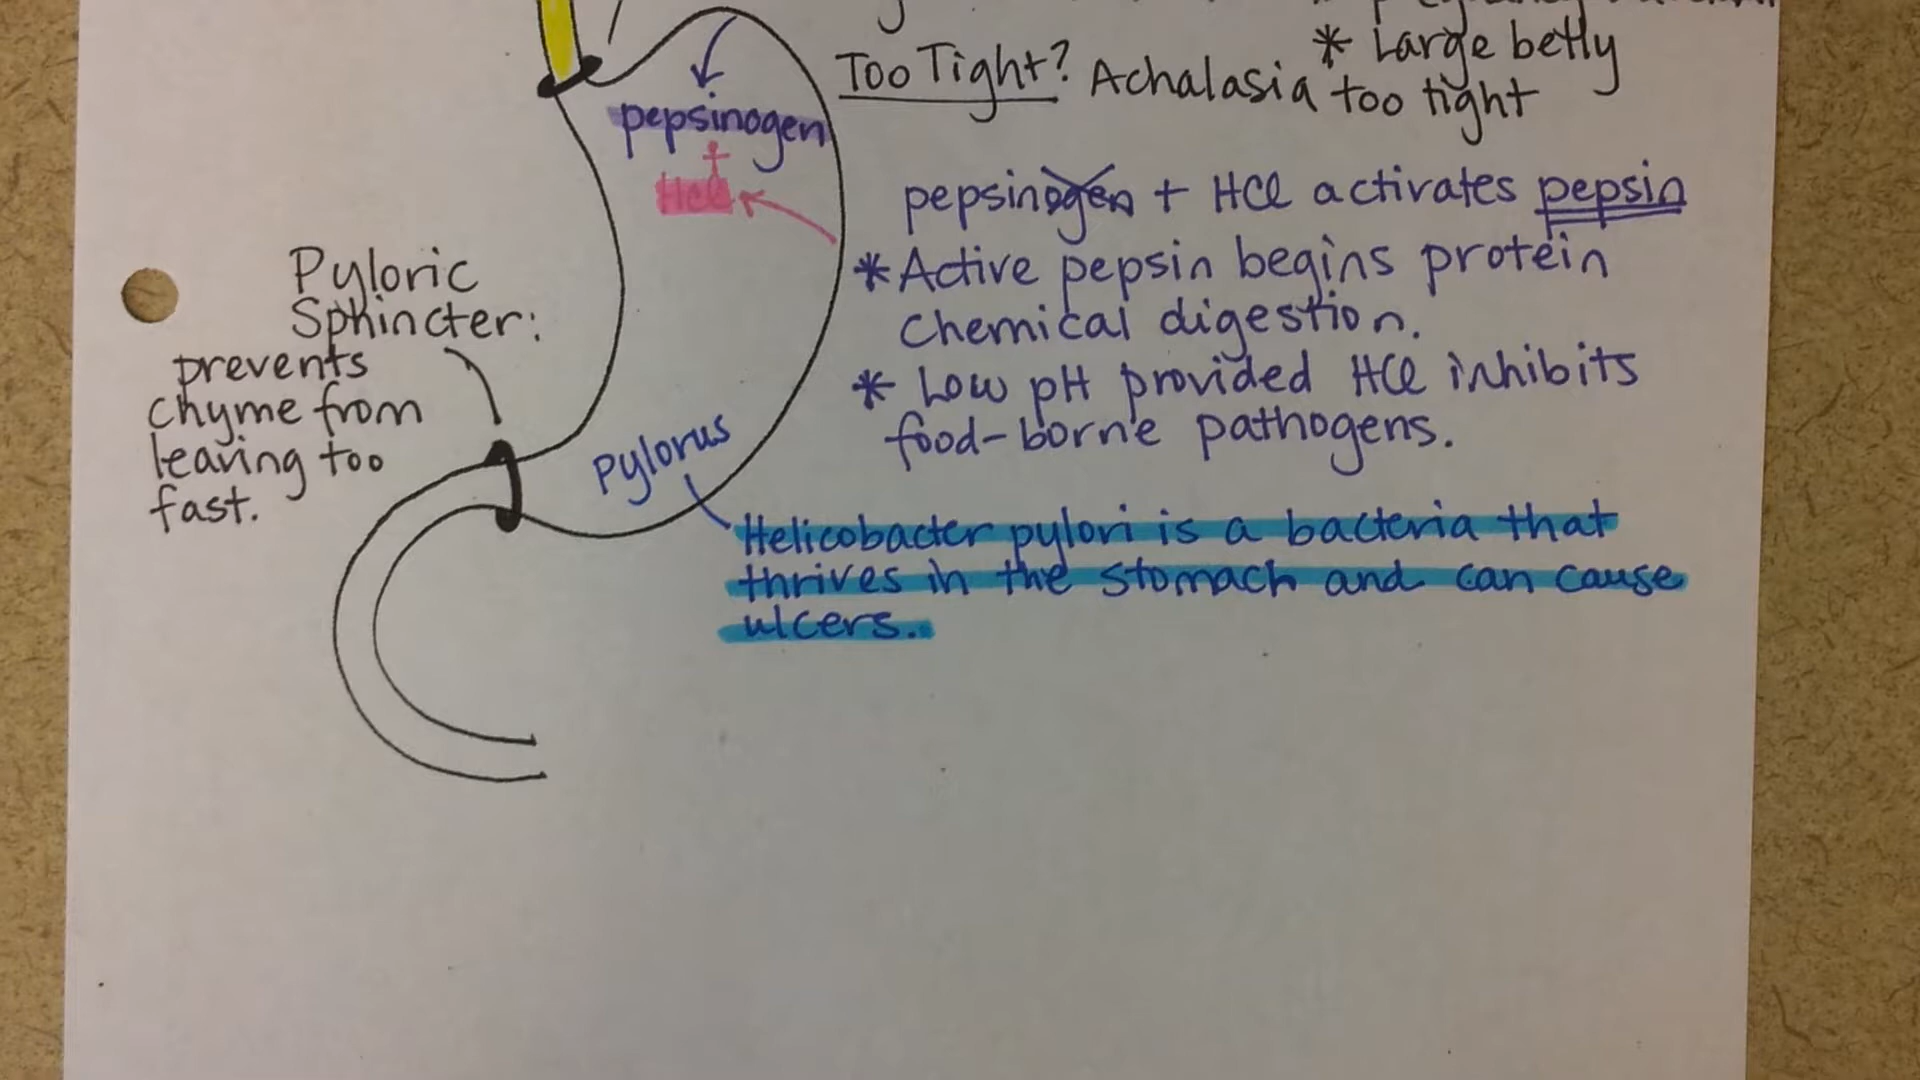 Too Tight? Achalasia
* Large belly
too tight
pepsinogen
+
HCl
pepsinogen + HCl activates pepsin
* Active pepsin begins protein
chemical digestion.
* Low pH provided HCl inhibits
food-borne pathogens.
Pyloric
Sphincter:
prevents
chyme from
leaving too
fast.
Pylorus
Helicobacter pylori is a bacteria that
thrives in the stomach and can cause
ulcers.